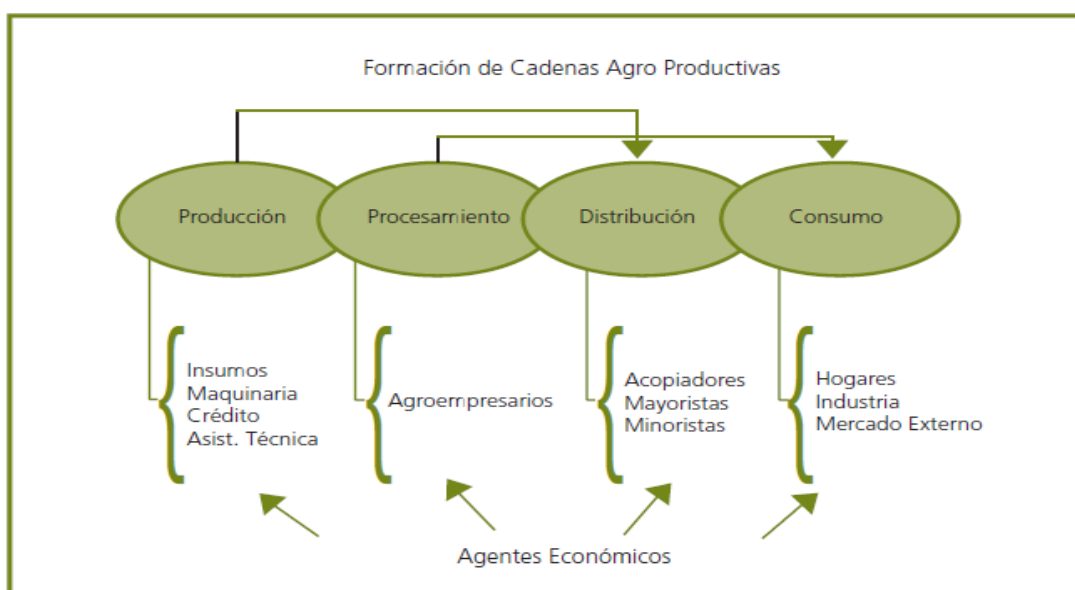 Formación de Cadenas Agro Productivas
Producción
Procesamiento
Distribución
Consumo
Insumos
Maquinaria
Crédito
Asist. Técnica
Agroempresarios
Acopiadores
Mayoristas
Minoristas
Hogares
Industria
Mercado Externo
Agentes Económicos